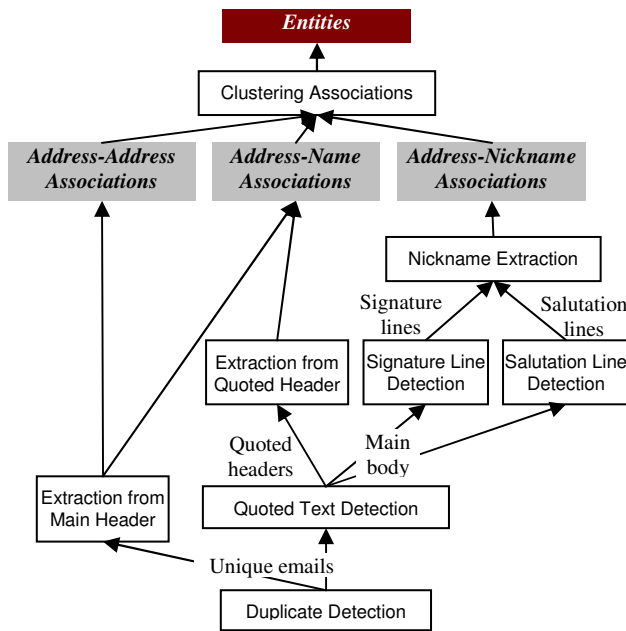 Entities
Clustering Associations
Address-Address
Associations
Address-Name
Associations
Address-Nickname
Associations
Nickname Extraction
Signature
lines
Salutation
lines
Extraction from
Quoted Header
Signature Line
Detection
Salutation Line
Detection
Quoted
headers
Main
body
Extraction from
Main Header
Quoted Text Detection
Unique emails
Duplicate Detection